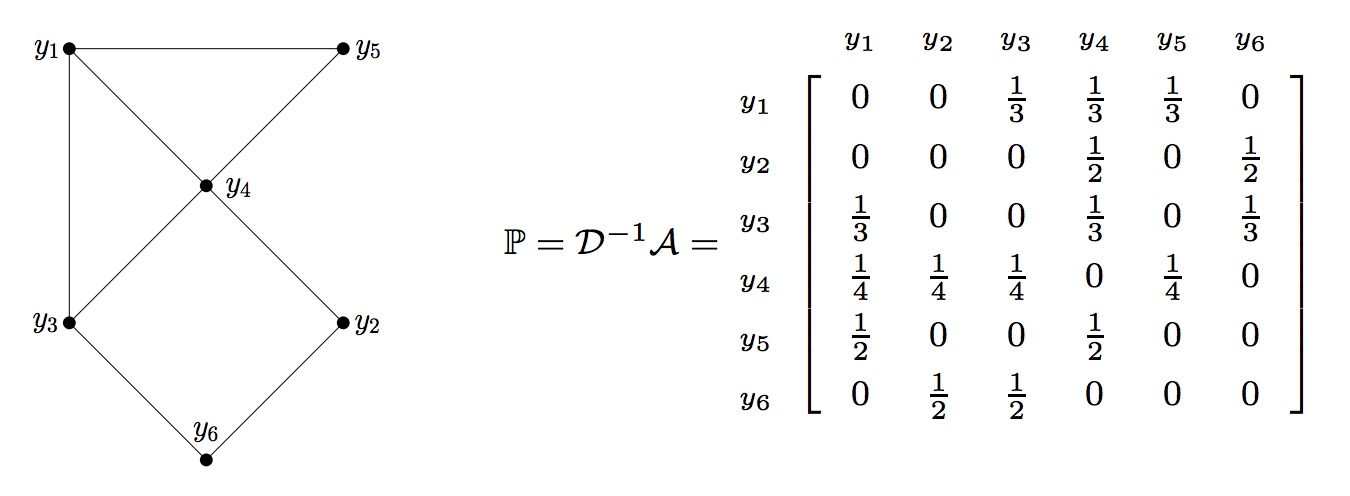 y₁ y₅
y₄
y₃ y₂
y₆
ℙ = 𝒟⁻¹𝒜 =
y₁ y₂ y₃ y₄ y₅ y₆
y₁ 0 0 1/3 1/3 1/3 0
y₂ 0 0 0 1/2 0 1/2
y₃ 1/3 0 0 1/3 0 1/3
y₄ 1/4 1/4 1/4 0 1/4 0
y₅ 1/2 0 0 1/2 0 0
y₆ 0 1/2 1/2 0 0 0